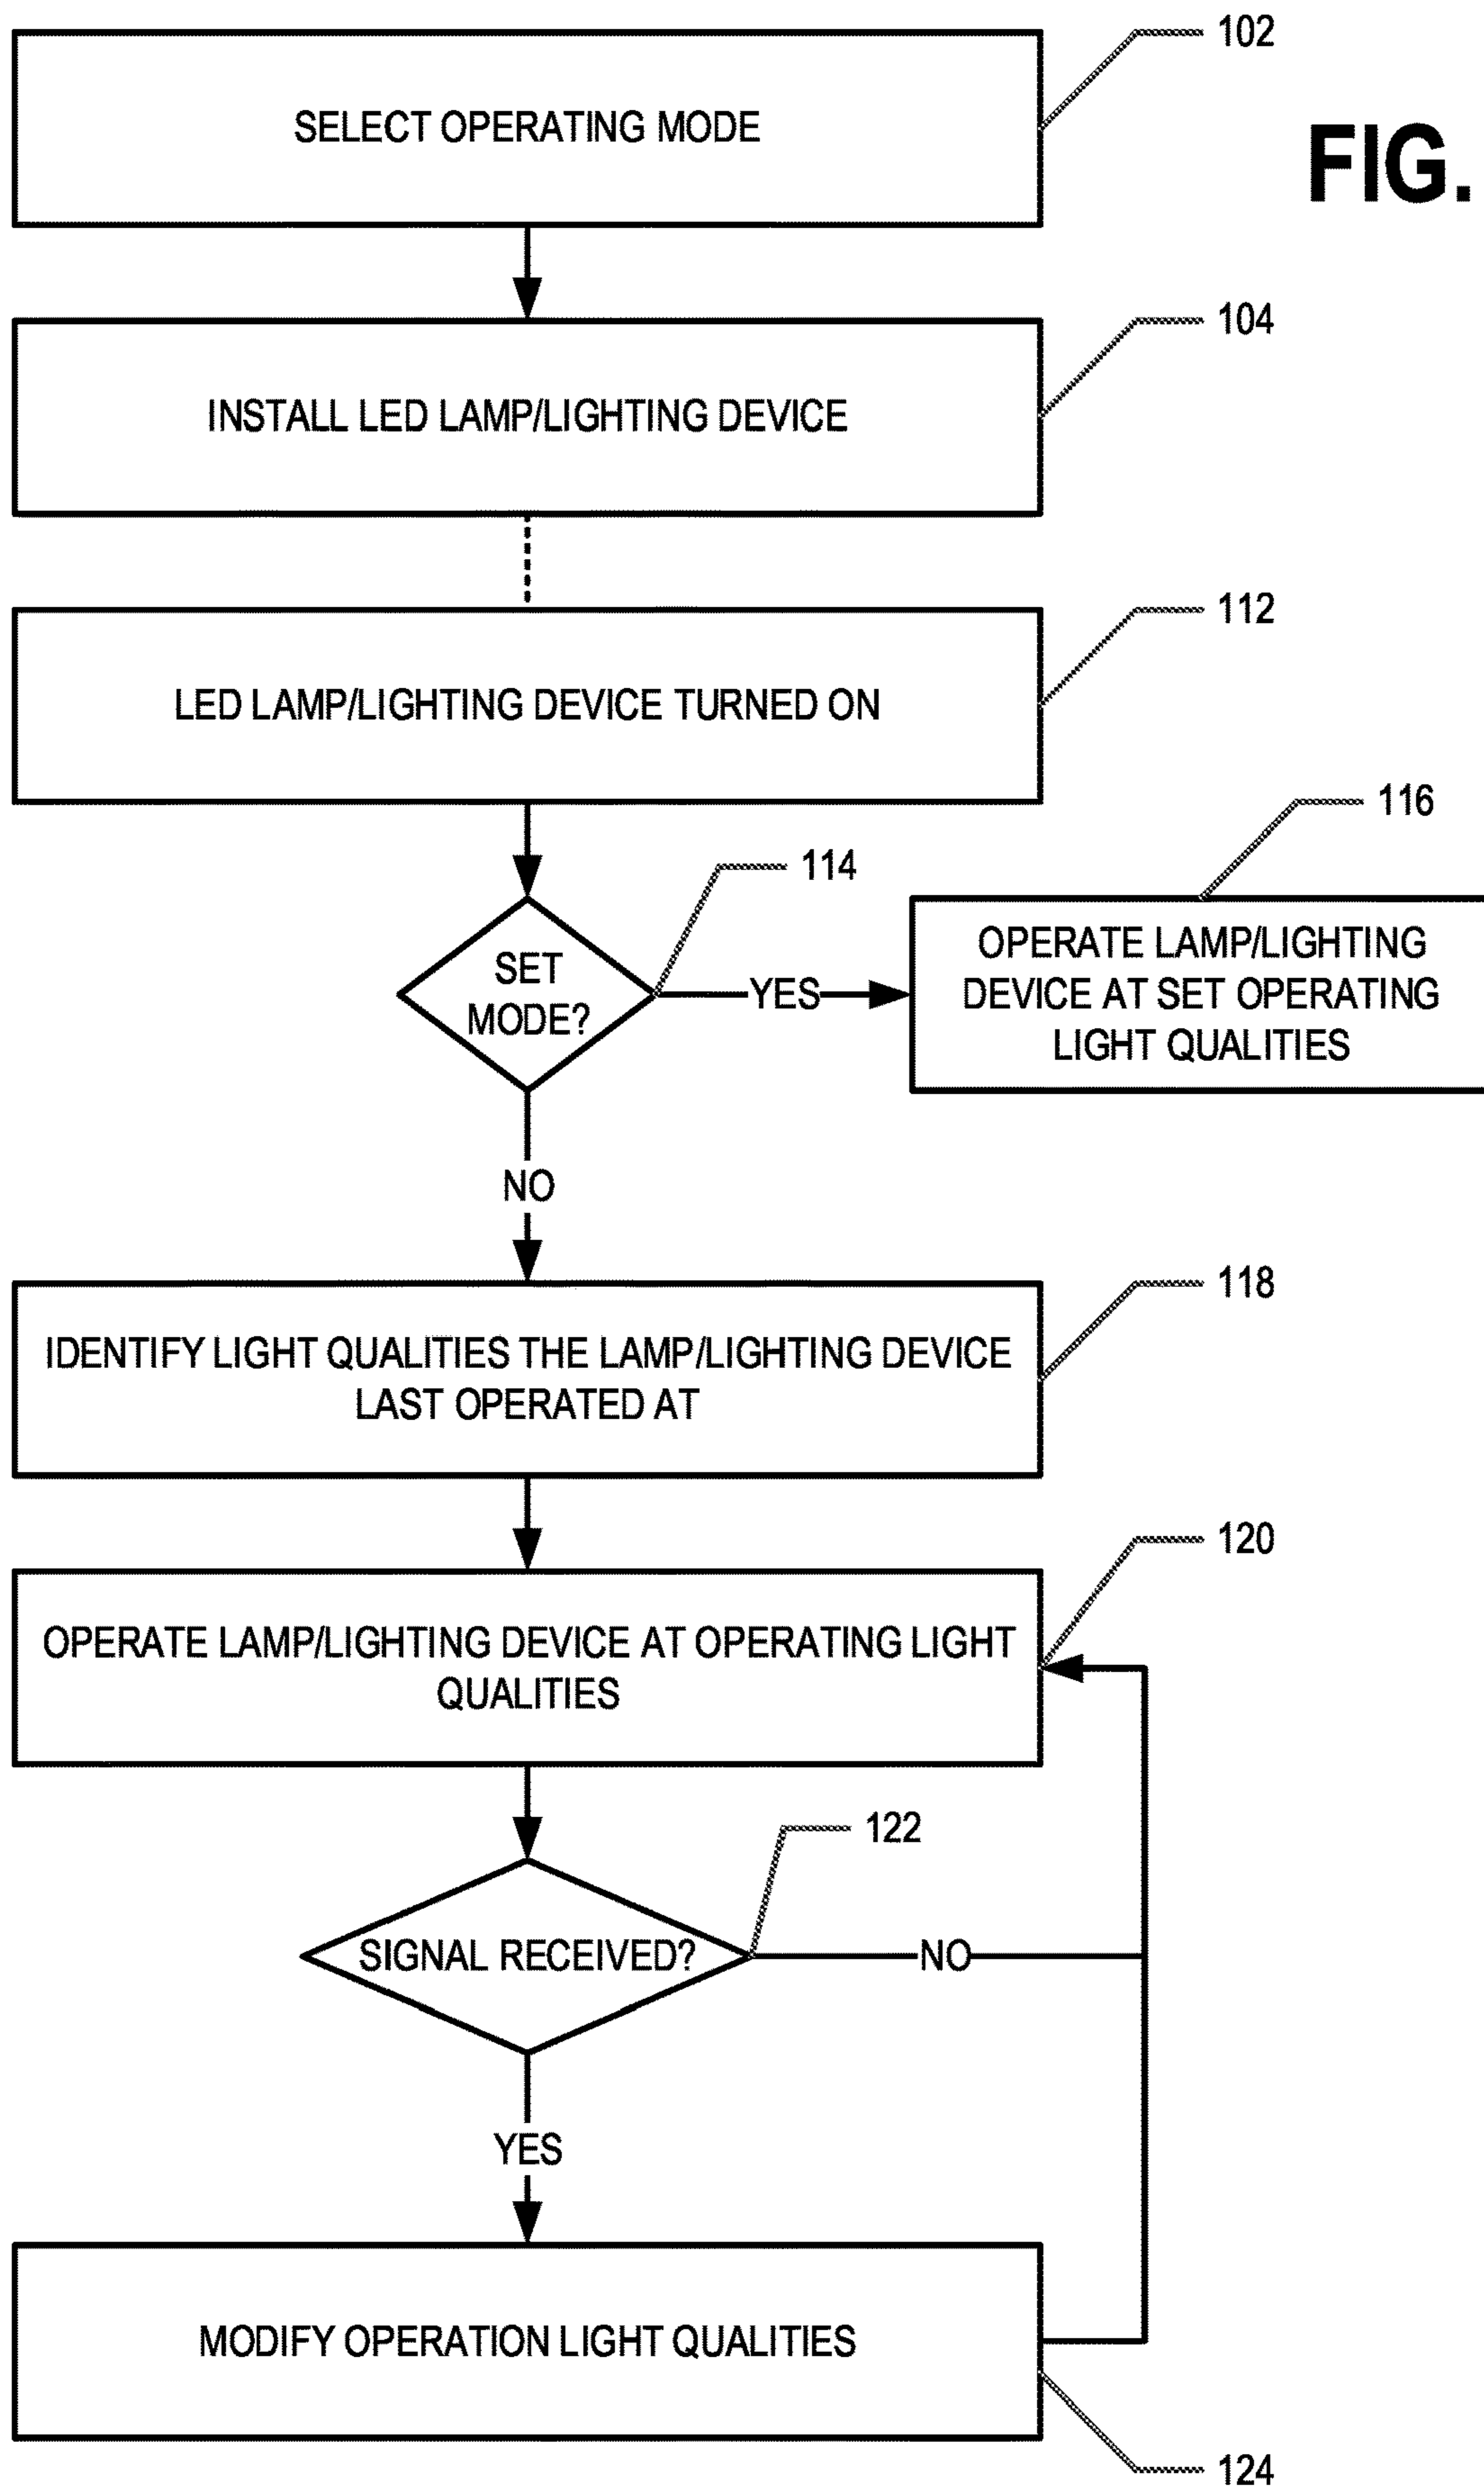 102
SELECT OPERATING MODE
FIG.
104
INSTALL LED LAMP/LIGHTING DEVICE
112
LED LAMP/LIGHTING DEVICE TURNED ON
116
114
SET
MODE?
YES
OPERATE LAMP/LIGHTING
DEVICE AT SET OPERATING
LIGHT QUALITIES
NO
118
IDENTIFY LIGHT QUALITIES THE LAMP/LIGHTING DEVICE
LAST OPERATED AT
120
OPERATE LAMP/LIGHTING DEVICE AT OPERATING LIGHT
QUALITIES
122
SIGNAL RECEIVED?
NO
YES
MODIFY OPERATION LIGHT QUALITIES
124